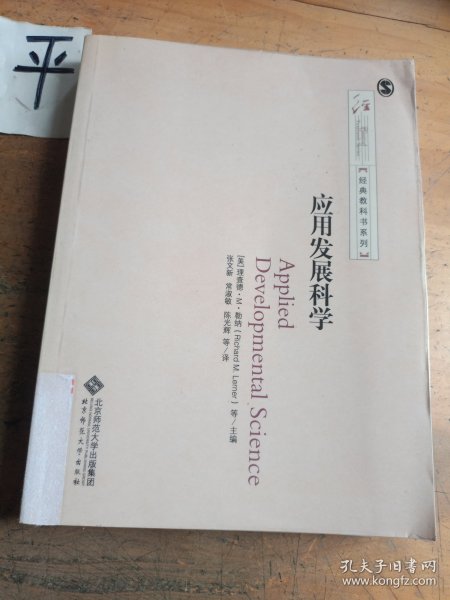 平
经典教科书系列
应用发展科学
Applied
Developmental Science
[美]理查德·M·勒纳(Richard M. Lerner) 等/主编
张文新 常淑敏 陈光辉 等/译
北京师范大学出版集团
北京师范大学出版社
孔夫子旧书网
www.kongfz.com